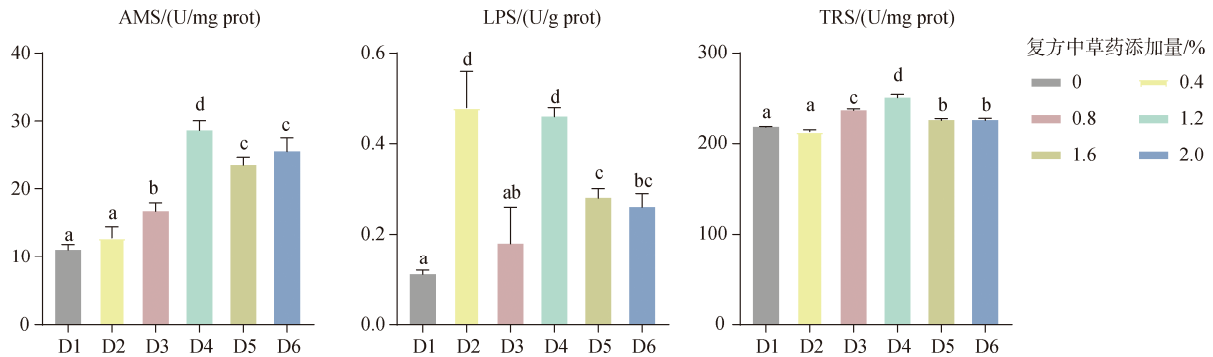 AMS/(U/mg prot)
40
30
20
10
0
a
a
b
d
c
c
D1 D2 D3 D4 D5 D6
LPS/(U/g prot)
0.6
0.4
0.2
0.0
a
d
ab
d
c
bc
D1 D2 D3 D4 D5 D6
TRS/(U/mg prot)
300
200
100
0
a
a
c
d
b
b
D1 D2 D3 D4 D5 D6
复方中草药添加量/%
0 0.4
0.8 1.2
1.6 2.0